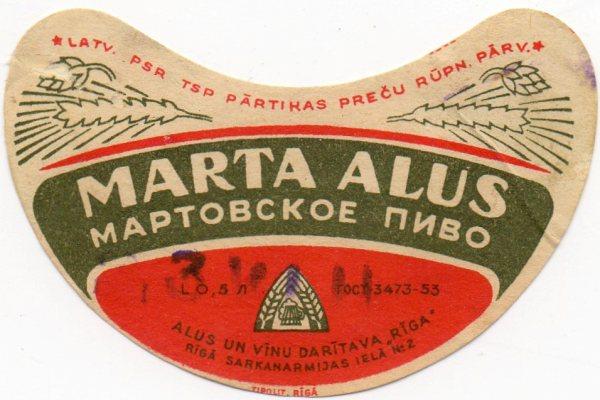 ★LATV. PSR TSP PĀRTIKAS PREČU RŪPN. PĀRV.★
MARTA ALUS
МАРТОВСКОЕ ПИВО
L 0,5 Л ГОСТ 3473-53
ALUS UN VĪNU DARĪTAVA „RĪGA"
RĪGĀ SARKANARMIJAS IELĀ №2
TIPOLIT. RĪGĀ